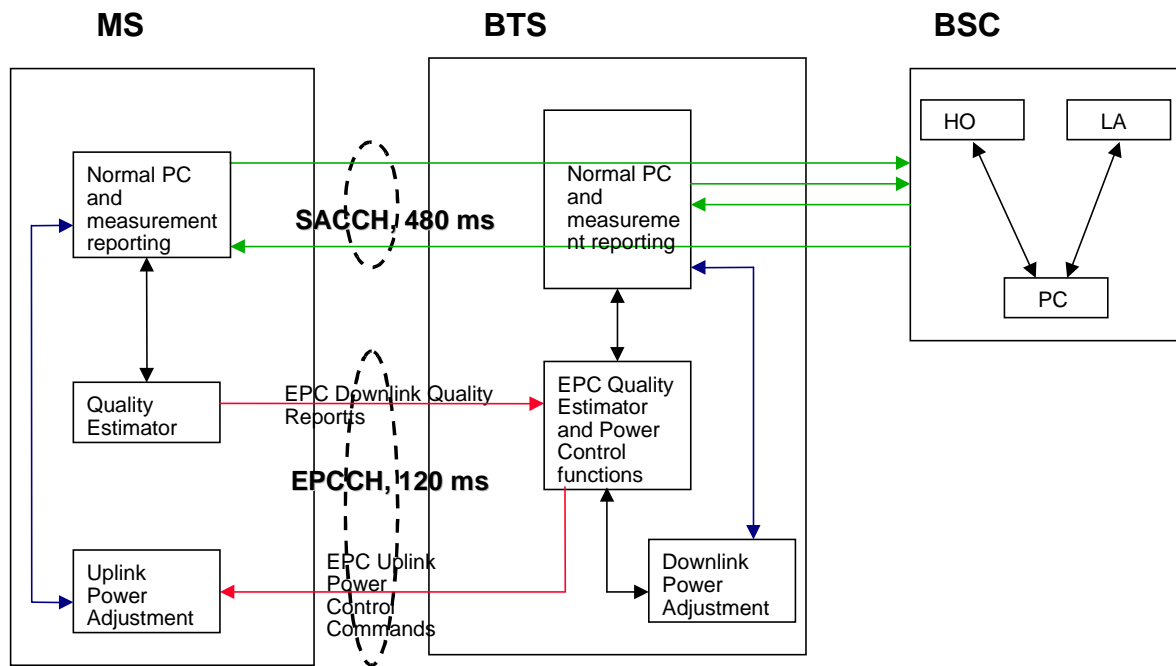 MS
BTS
BSC
Normal PC
and
measurement
reporting
SACCH, 480 ms
Normal PC
and
measureme
nt reporting
HO
LA
PC
Quality
Estimator
EPC Downlink Quality
Reportts
EPC Quality
Estimator
and Power
Control
functions
EPCCH, 120 ms
Uplink
Power
Adjustment
EPC Uplink
Power
Control
Commands
Downlink
Power
Adjustment